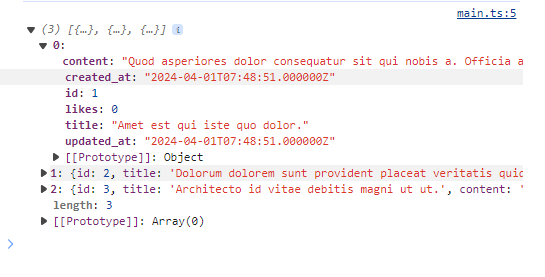 main.ts:5
(3) [{…}, {…}, {…}] i
0:
content: "Quod asperiores dolor consequatur sit qui nobis a. Officia a
created_at: "2024-04-01T07:48:51.000000Z"
id: 1
likes: 0
title: "Amet est qui iste quo dolor."
updated_at: "2024-04-01T07:48:51.000000Z"
[[Prototype]]: Object
1: {id: 2, title: 'Dolorum dolorem sunt provident placeat veritatis quid
2: {id: 3, title: 'Architecto id vitae debitis magni ut ut.', content: '
length: 3
[[Prototype]]: Array(0)